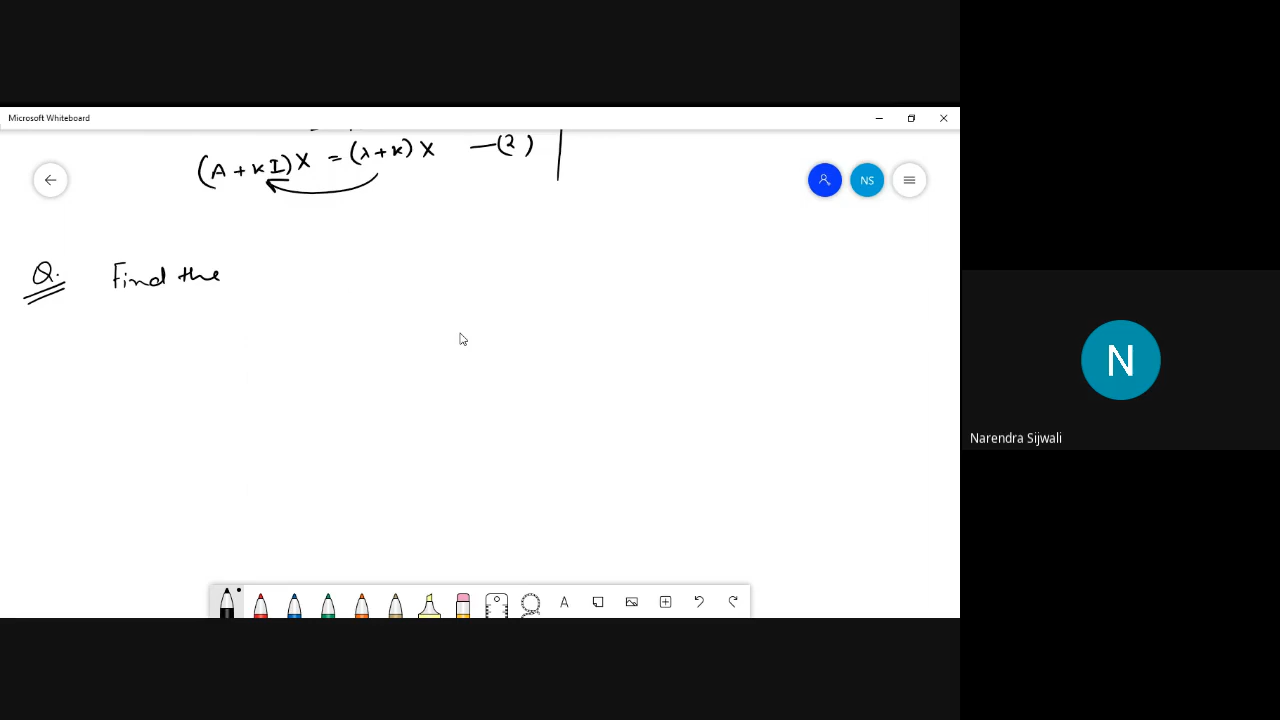 Microsoft Whiteboard
(A + KI)X = (λ+K)X —(2)
NS
Q. Find the
N
Narendra Sijwali
A